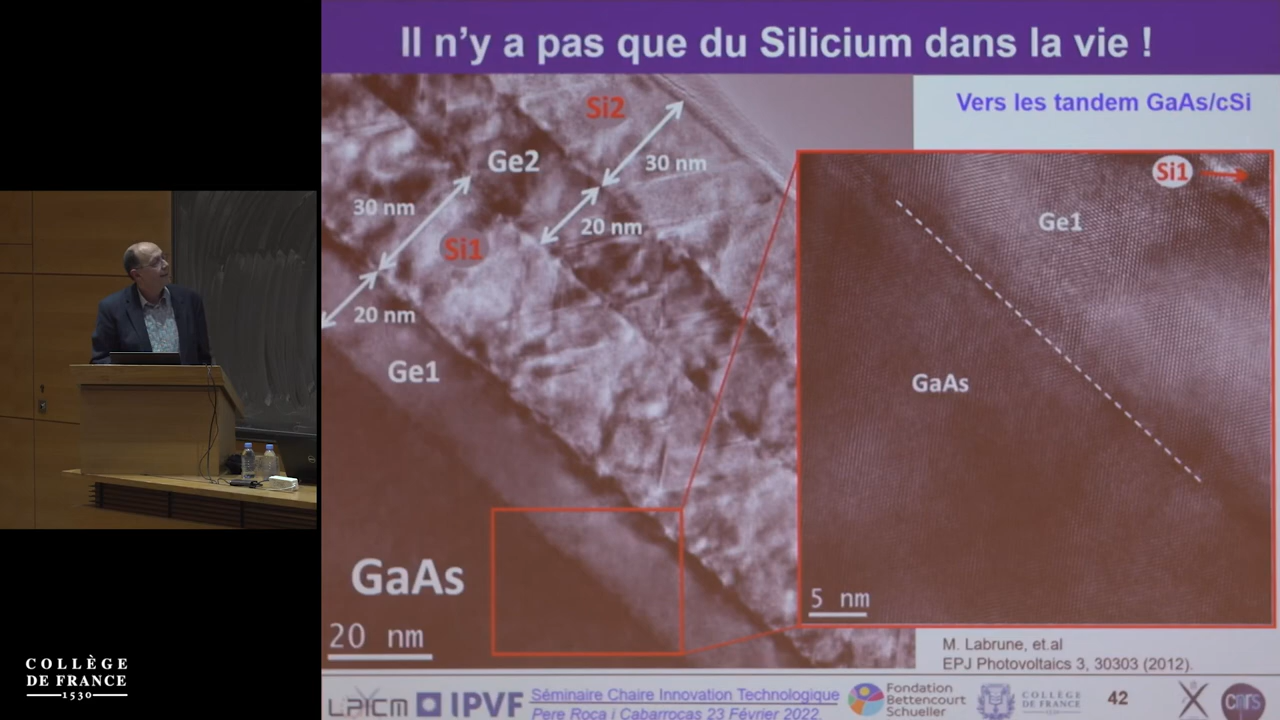 Il n'y a pas que du Silicium dans la vie !
Vers les tandem GaAs/cSi
Si2
Ge2
30 nm
30 nm
20 nm
Si1
20 nm
Ge1
GaAs
20 nm
Si1
Ge1
GaAs
5 nm
M. Labrune, et.al
EPJ Photovoltaics 3, 30303 (2012).
LPICM
IPVF
Séminaire Chaire Innovation Technologique
Pere Roca i Cabarrocas 23 Février 2022.
Fondation
Bettencourt
Schueller
COLLÈGE
DE FRANCE
42
X
cnrs
COLLÈGE
DE FRANCE
1530